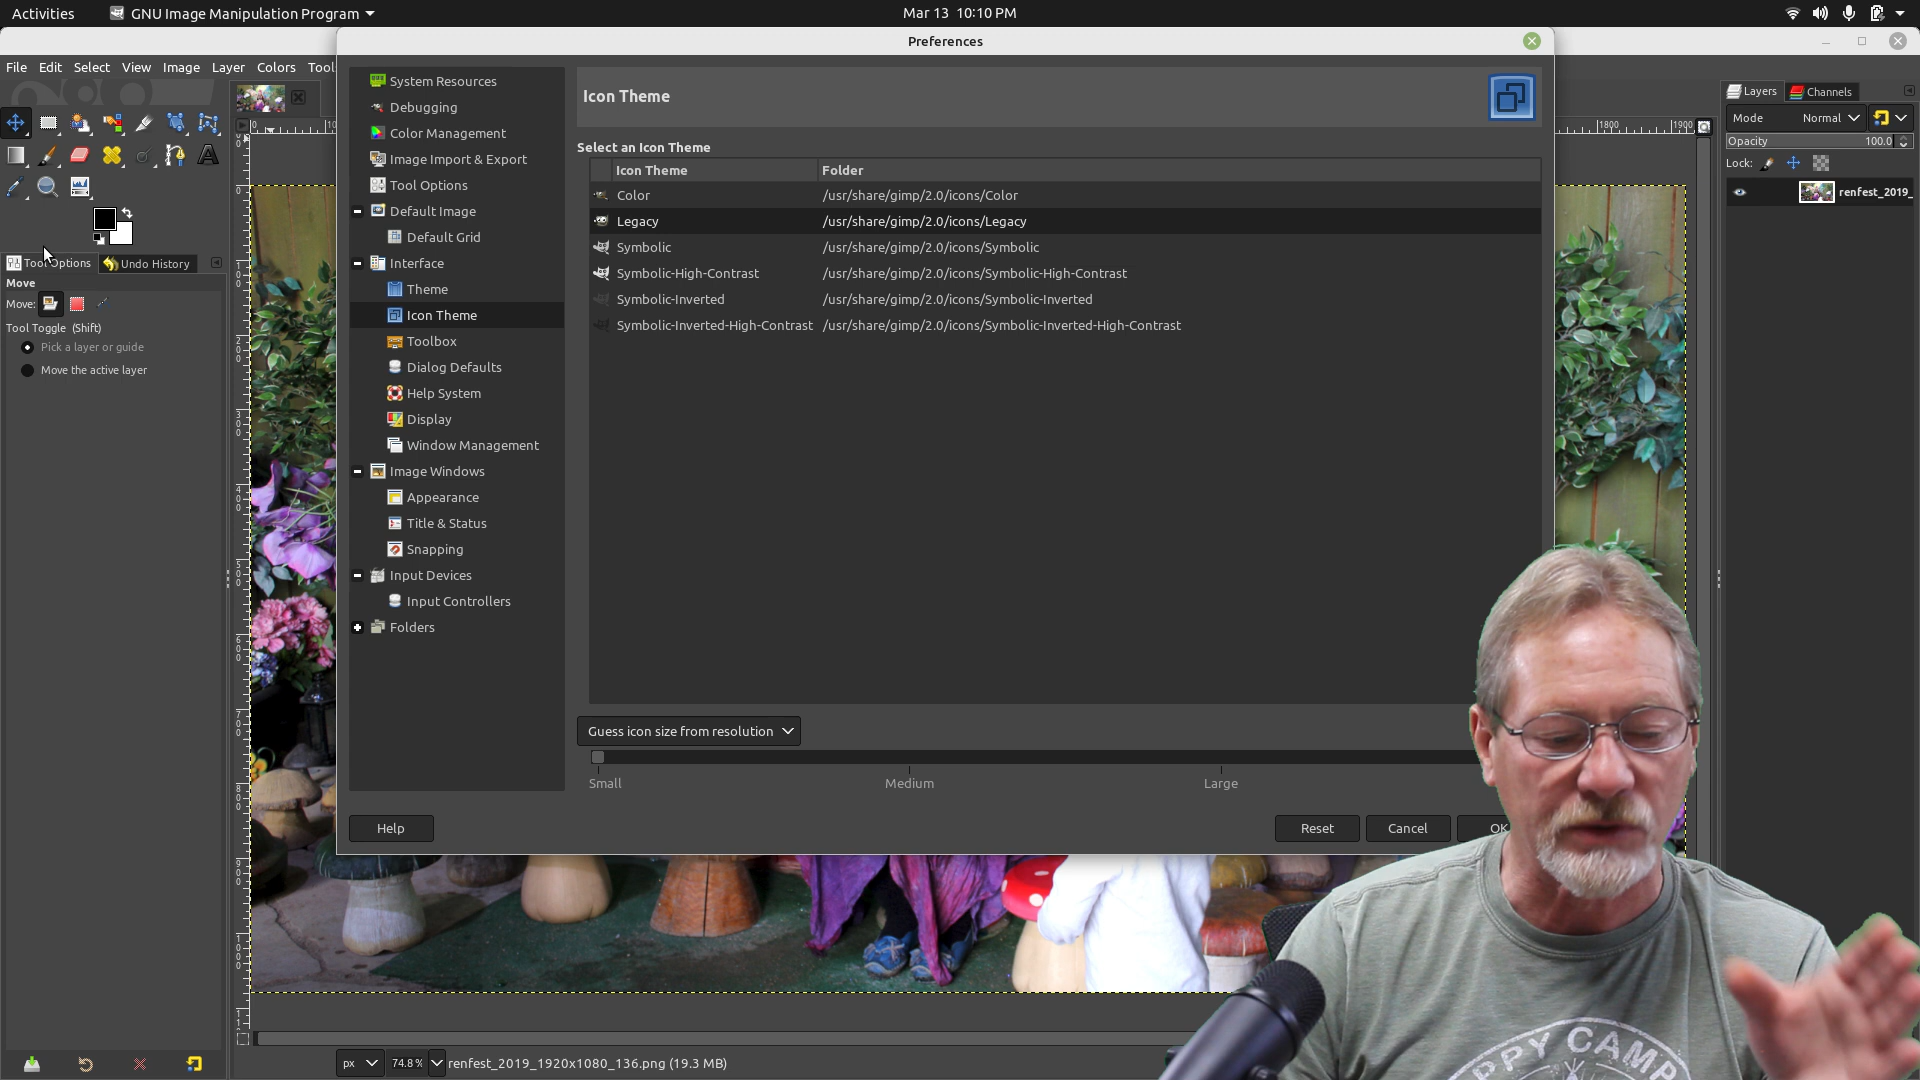 Activities
GNU Image Manipulation Program
Mar 13 10:10 PM
Preferences
File Edit Select View Image Layer Colors Tool
System Resources
Debugging
Color Management
Image Import & Export
Tool Options
Default Image
Default Grid
Interface
Theme
Icon Theme
Toolbox
Dialog Defaults
Help System
Display
Window Management
Image Windows
Appearance
Title & Status
Snapping
Input Devices
Input Controllers
Folders
Icon Theme
Select an Icon Theme
Icon Theme Folder
Color /usr/share/gimp/2.0/icons/Color
Legacy /usr/share/gimp/2.0/icons/Legacy
Symbolic /usr/share/gimp/2.0/icons/Symbolic
Symbolic-High-Contrast /usr/share/gimp/2.0/icons/Symbolic-High-Contrast
Symbolic-Inverted /usr/share/gimp/2.0/icons/Symbolic-Inverted
Symbolic-Inverted-High-Contrast /usr/share/gimp/2.0/icons/Symbolic-Inverted-High-Contrast
Guess icon size from resolution
Small Medium Large
Help Reset Cancel OK
Tool Options Undo History
Move
Move:
Tool Toggle (Shift)
Pick a layer or guide
Move the active layer
1800 1900
Layers Channels
Mode Normal
Opacity 100.0
Lock:
renfest_2019_
px 74.8 % renfest_2019_1920x1080_136.png (19.3 MB)
PPY CAMP